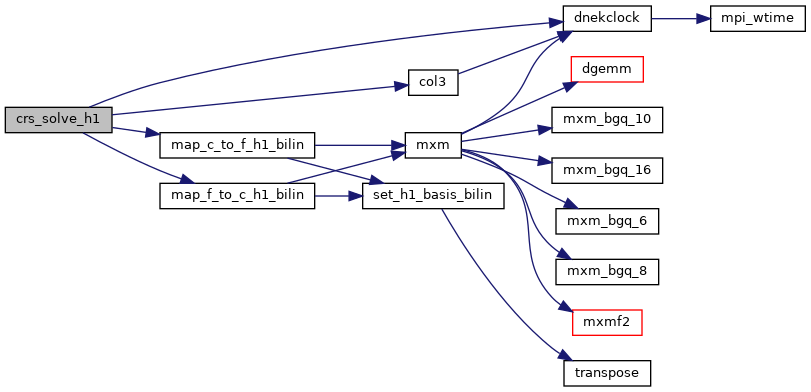 crs_solve_h1
col3
map_c_to_f_h1_bilin
map_f_to_c_h1_bilin
mxm
set_h1_basis_bilin
dnekclock
mpi_wtime
dgemm
mxm_bgq_10
mxm_bgq_16
mxm_bgq_6
mxm_bgq_8
mxmf2
transpose